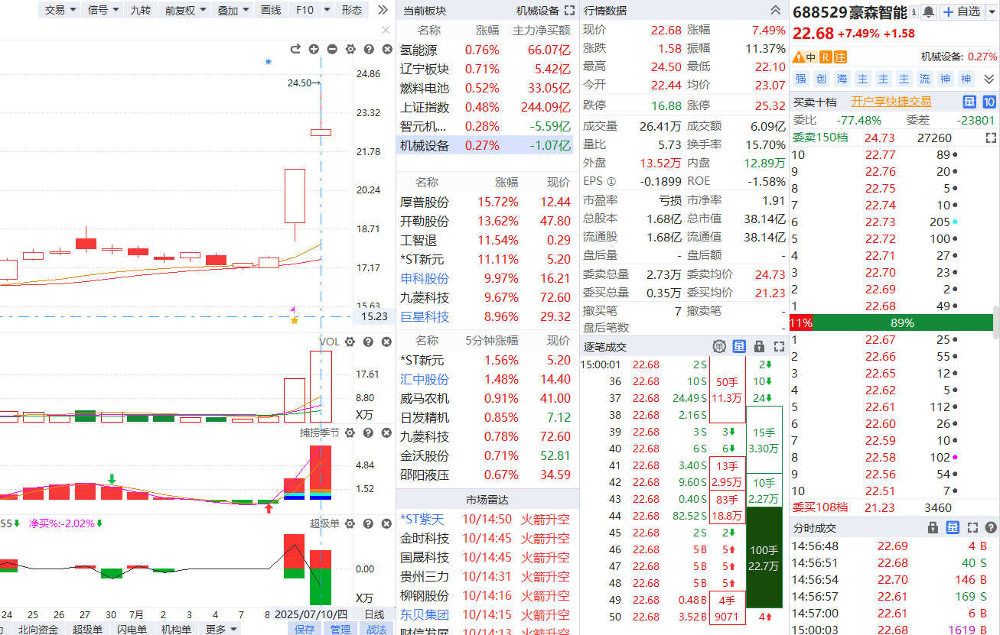 交易 信号 九转 前复权 叠加 画线 F10 形态
24.86
24.50→
23.32
21.78
20.24
18.71
17.17
15.63
15.23
VOL
17.61
8.80
X万
捕捞季节
4.84
1.52
55 净买%:-2.02% 超级单
0.00
X万
24 25 26 27 30 7月 2 3 4 7 8 2025/07/10/四 日线
北向资金 超级单 闪电单 机构单 更多 保存 管理 战法
当前板块 机械设备
名称 涨幅 主力净买额
氢能源 0.76% 66.07亿
辽宁板块 0.71% 5.42亿
燃料电池 0.52% 33.05亿
上证指数 0.48% 244.09亿
智元机... 0.28% -5.59亿
机械设备 0.27% -1.07亿
名称 涨幅 现价
厚普股份 15.72% 12.44
开勒股份 13.62% 47.80
工智退 11.54% 0.29
*ST新元 11.11% 5.20
申科股份 9.97% 16.21
九菱科技 9.67% 72.60
巨星科技 8.96% 29.32
名称 5分钟涨幅 现价
*ST新元 1.56% 5.20
汇中股份 1.48% 14.40
威马农机 0.91% 41.00
日发精机 0.85% 7.12
九菱科技 0.78% 72.60
金沃股份 0.71% 52.81
邵阳液压 0.67% 34.59
市场雷达
*ST紫天 10/14:50 火箭升空
金时科技 10/14:45 火箭升空
国晟科技 10/14:45 火箭升空
贵州三力 10/14:31 火箭升空
柳钢股份 10/14:16 火箭升空
东贝集团 10/14:15 火箭升空
财信发展 10/14:13 火箭升空
行情数据
现价 22.68 涨幅 7.49%
涨跌 1.58 振幅 11.37%
最高 24.50 最低 22.10
今开 22.44 均价 23.07
跌停 16.88 涨停 25.32
成交量 26.41万 成交额 6.09亿
量比 5.73 换手率 15.70%
外盘 13.52万 内盘 12.89万
EPS ① -0.1899 ROE -1.58%
市盈率 亏损 市净率 1.91
总股本 1.68亿 总市值 38.14亿
流通股 1.68亿 流通值 38.14亿
盘后量 - 盘后额 -
委卖总量 2.73万 委卖均价 24.73
委买总量 0.35万 委买均价 21.23
撤买笔 7 撤卖笔 -
盘后笔数 -
逐笔成交 单 量
15:00:01 22.68 2 S 2
36 22.68 10 S 50手 10
37 22.68 24.49 S 11.3万 24
38 22.68 2.16 S
39 22.68 3 S 3 15手
40 22.68 6 S 6 3.30万
41 22.68 3.40 S 13手
42 22.68 9.60 S 2.95万 10手
43 22.68 0.40 S 83手 2.27万
44 22.68 82.52 S 18.8万
45 22.68 2 S 2
46 22.68 5 B 5 100手
47 22.68 5 B 5 22.7万
48 22.68 5 B 5
49 22.68 0.48 B 4手
50 22.68 3.52 B 9071 4
688529 豪森智能 自选
22.68 +7.49% +1.58
中 R 注 机械设备: 0.27%
强 创 海 主 主 主 流 神 神
买卖十档 开户享快捷交易 量 10
委比 -77.48% 委差 -23801
委卖150档 24.73 27260
10 22.77 89
9 22.76 20
8 22.75 5
7 22.74 10
6 22.73 205
5 22.72 100
4 22.71 27
3 22.70 23
2 22.69 2
1 22.68 49
11% 89%
1 22.67 25
2 22.66 55
3 22.65 12
4 22.62 5
5 22.61 112
6 22.60 26
7 22.59 10
8 22.58 102
9 22.56 54
10 22.51 7
委买108档 21.23 3460
分时成交 量
14:56:48 22.69 4 B
14:56:51 22.68 40 S
14:56:54 22.70 146 B
14:56:57 22.61 169 S
14:57:00 22.61 6 B
15:00:03 22.68 1619 B